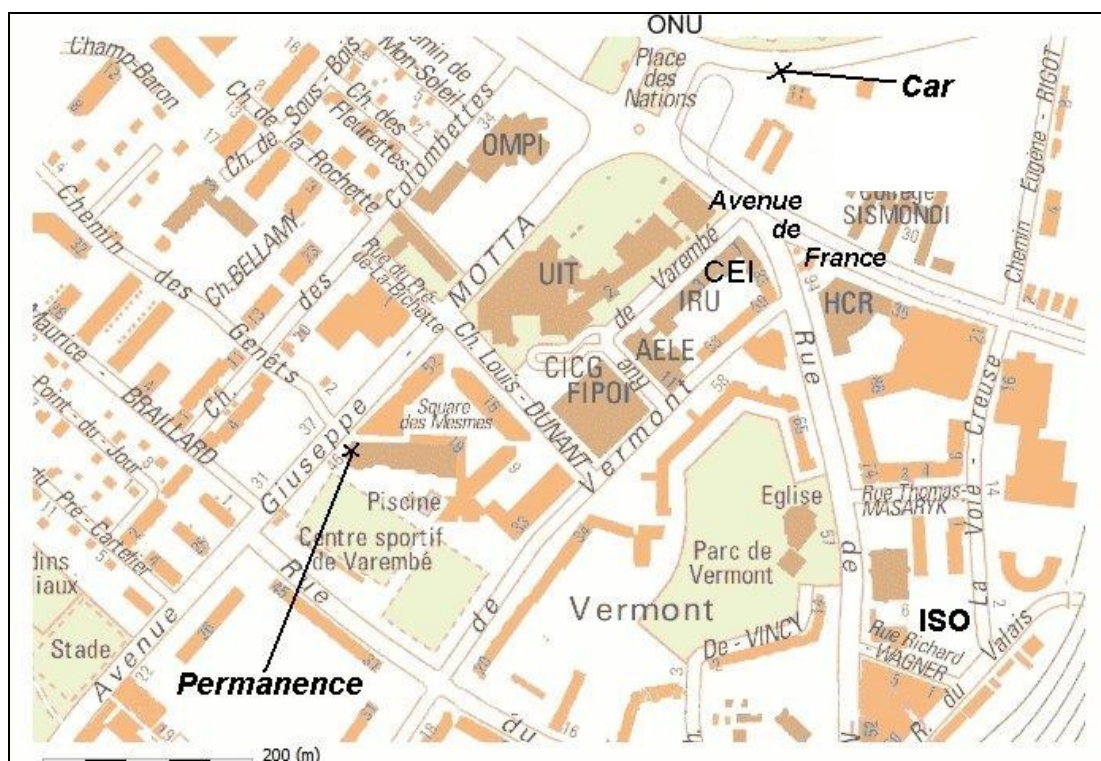 ONU
Champ-Baron
Ch. de Sous - Bois
Chemin de
Mon-Soleil
Place
des
Nations
Car
Ch. des
Fleurettes
Ch. de
la Rochette
OMPI
Colombettes
Chemin Eugène - RIGOT
Collège
SISMONDI
Avenue
de
France
Ch. BELLAMY
des
Rue du Pré-
de-La-Bichette
MOTTA
UIT
Rue de Varembé
CEI
IRU
HCR
Chemin des Genêts
Ch. Louis - DUNANT
CICG
FIPOI
AELE
Maurice - BRAILLARD
Ch.
Square
des Mesmes
Vermont
Rue de
Point - du - Jour
Giuseppe
Piscine
Eglise
Rue Thomas-
MASARYK
La Voie - Creuse
du Pré - Cartelier
Centre sportif
de Varembé
Parc de
Vermont
dins
iaux
Rue
Vermont
ISO
Stade
de
De - VINCY
Rue Richard
WAGNER
R. du Valais
Avenue
Permanence
du
200 (m)